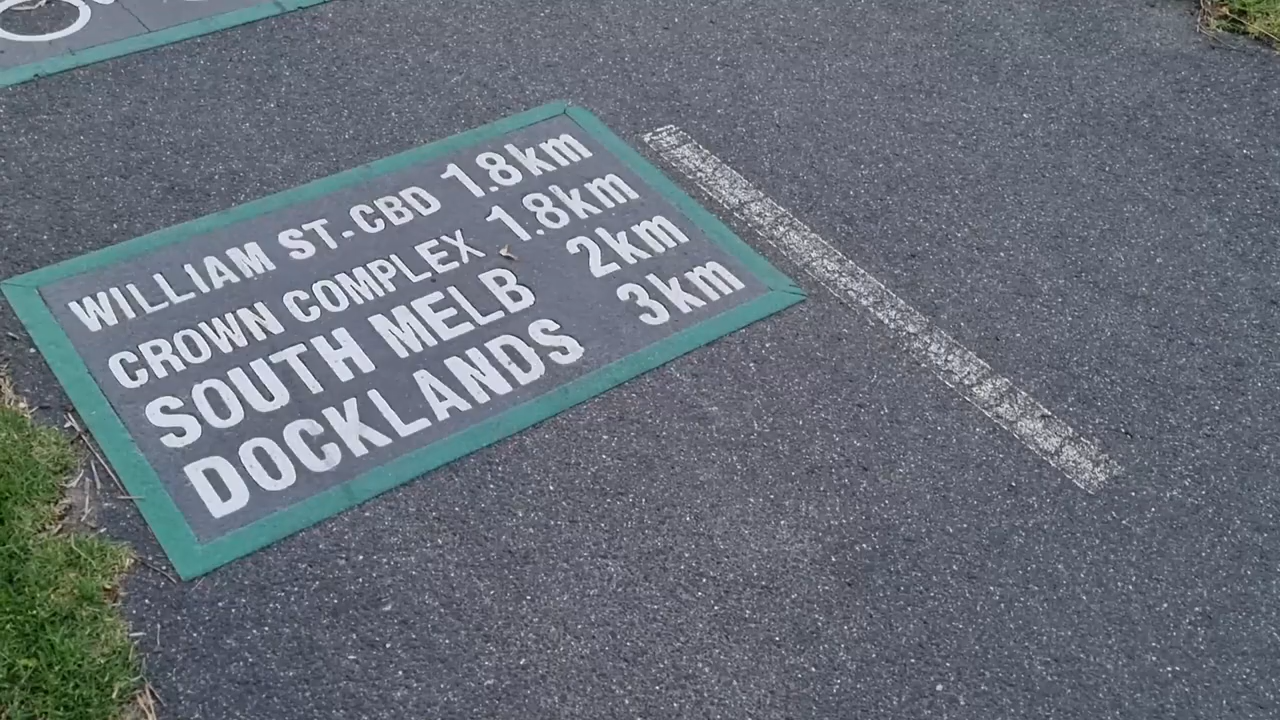 WILLIAM ST-CBD 1.8km
CROWN COMPLEX 1.8km
SOUTH MELB 2km
DOCKLANDS 3km